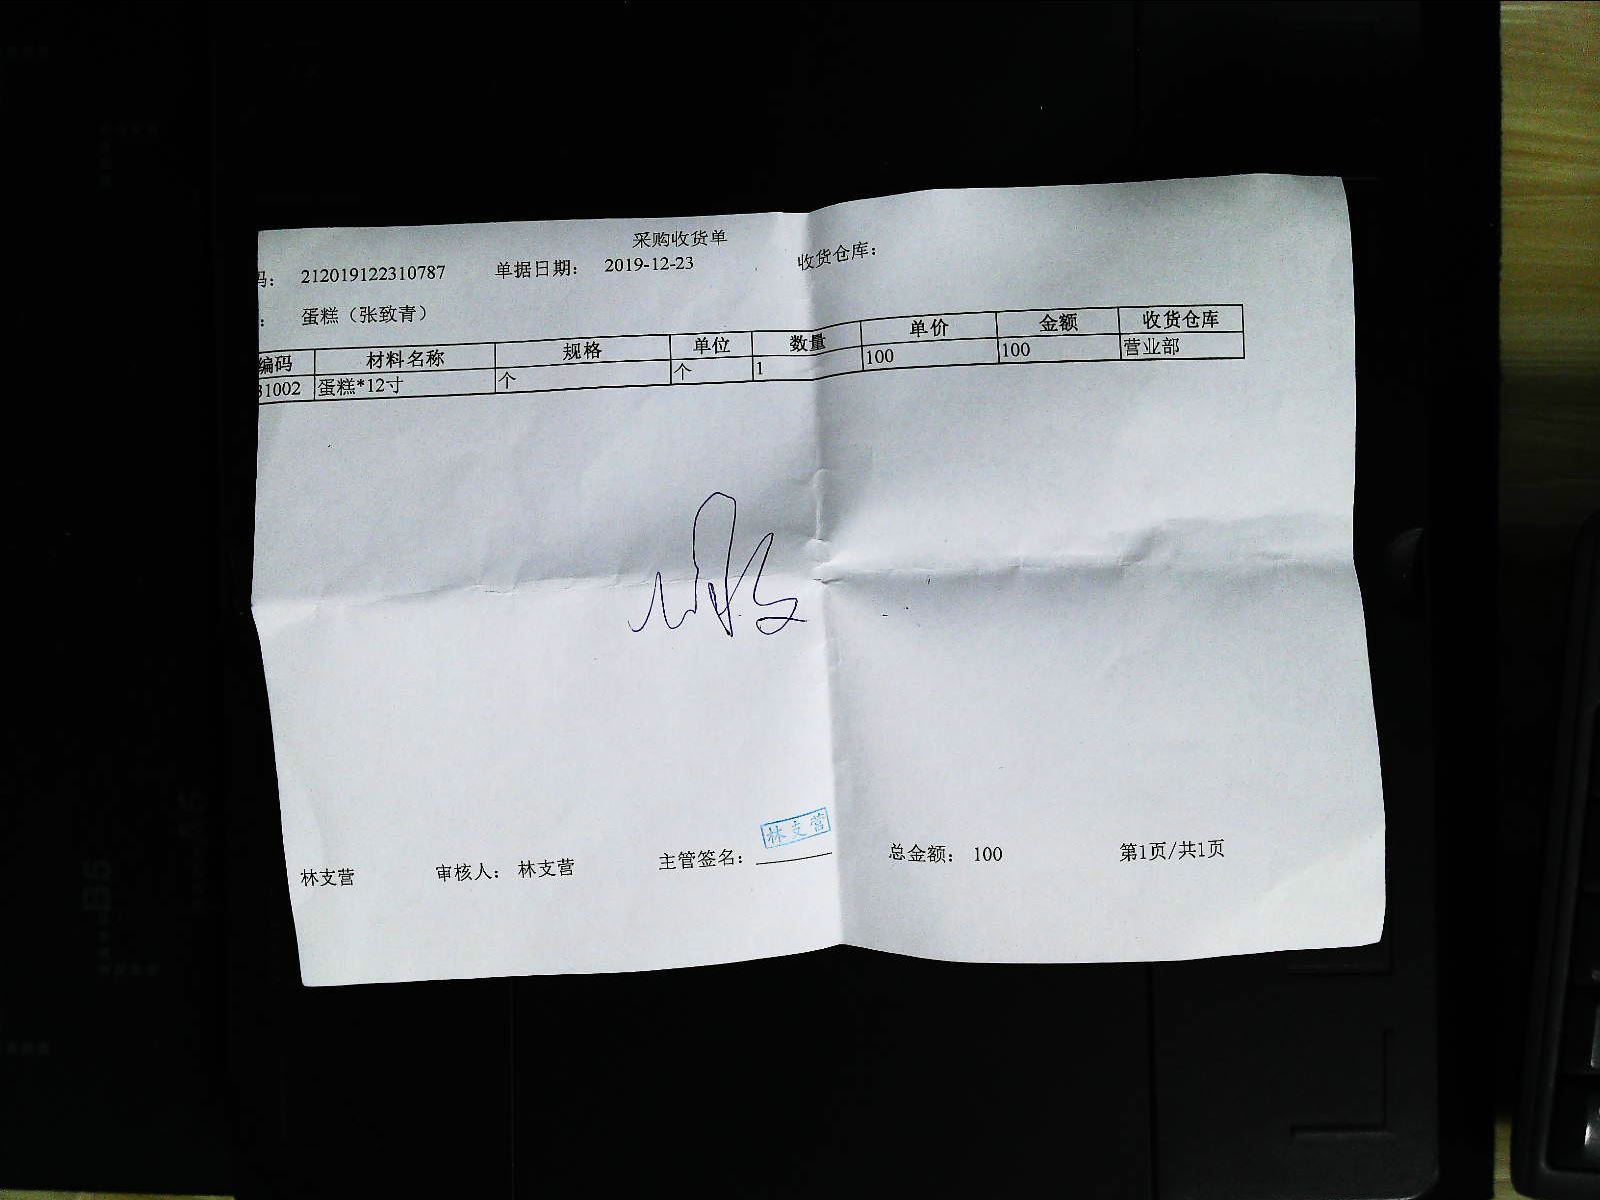 采购收货单
码： 212019122310787 单据日期： 2019-12-23 收货仓库：
： 蛋糕（张致青）
编码 材料名称 规格 单位 数量 单价 金额 收货仓库
31002 蛋糕*12寸 个 个 1 100 100 营业部
林支营
林支营 审核人： 林支营 主管签名： 总金额： 100 第1页/共1页